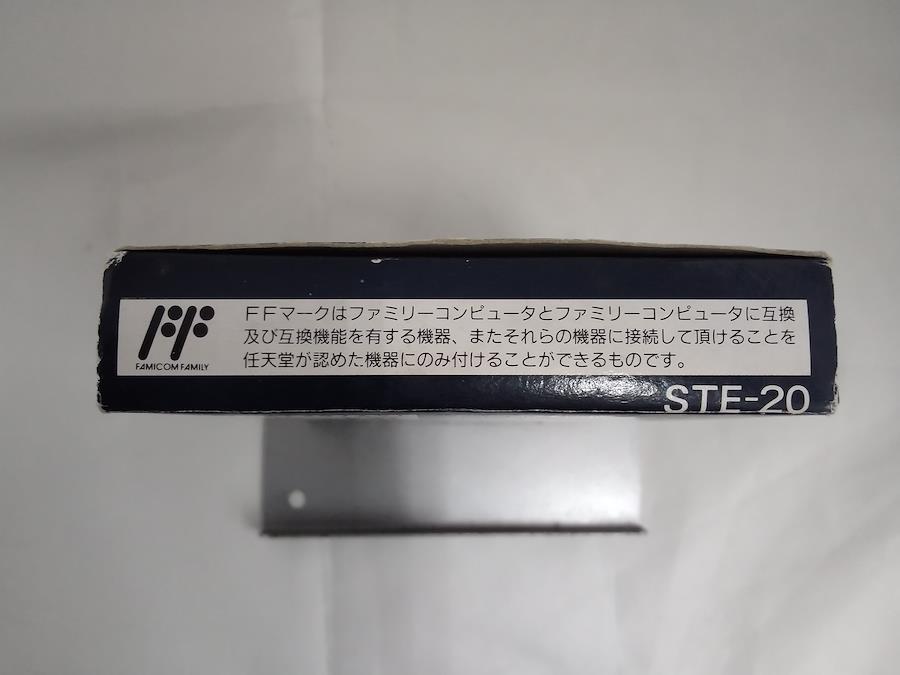 FAMICOM FAMILY
FFマークはファミリーコンピュータとファミリーコンピュータに互換
及び互換機能を有する機器、またそれらの機器に接続して頂けることを
任天堂が認めた機器にのみ付けることができるものです。
STE-20